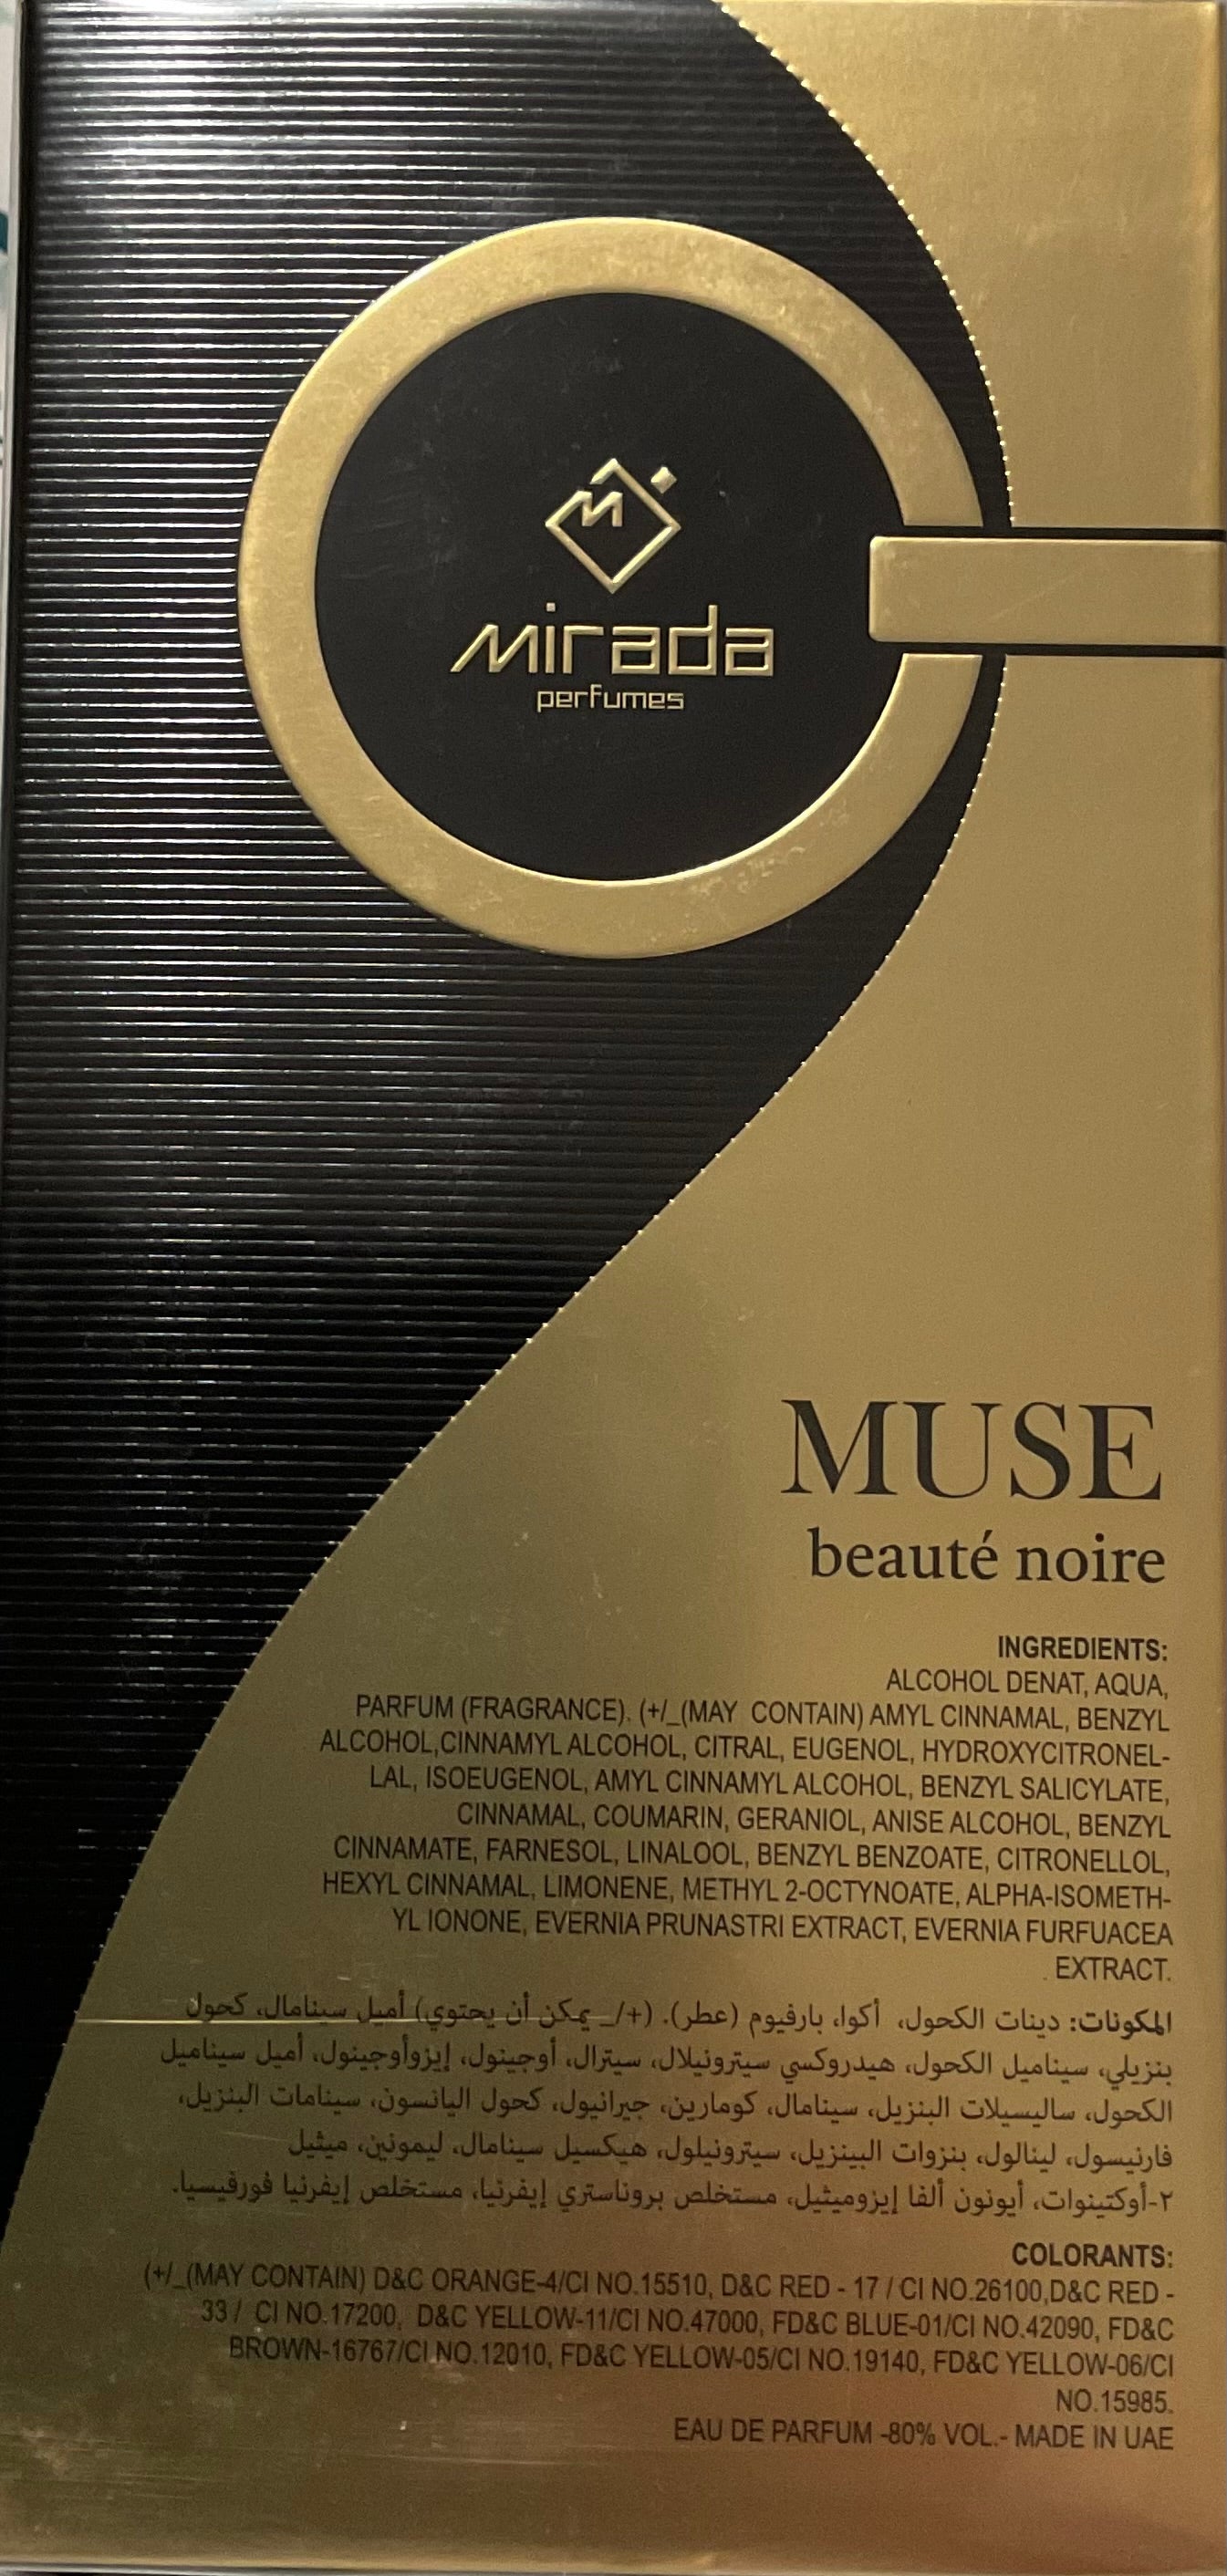 M
mirada
perfumes
MUSE
beauté noire
INGREDIENTS:
ALCOHOL DENAT, AQUA,
PARFUM (FRAGRANCE). (+/_(MAY CONTAIN) AMYL CINNAMAL, BENZYL
ALCOHOL,CINNAMYL ALCOHOL, CITRAL, EUGENOL, HYDROXYCITRONEL-
LAL, ISOEUGENOL, AMYL CINNAMYL ALCOHOL, BENZYL SALICYLATE,
CINNAMAL, COUMARIN, GERANIOL, ANISE ALCOHOL, BENZYL
CINNAMATE, FARNESOL, LINALOOL, BENZYL BENZOATE, CITRONELLOL,
HEXYL CINNAMAL, LIMONENE, METHYL 2-OCTYNOATE, ALPHA-ISOMETH-
YL IONONE, EVERNIA PRUNASTRI EXTRACT, EVERNIA FURFUACEA
. EXTRACT.
المكونات: دينات الكحول، أكوا، بارفيوم (عطر). (+/_ يمكن أن يحتوي) أميل سينامال، كحول
بنزيلي، سيناميل الكحول، هيدروكسي سيترونيلال، سيترال، أوجينول، إيزوأوجينول، أميل سيناميل
الكحول، ساليسيلات البنزيل، سينامال، كومارين، جيرانيول، كحول اليانسون، سينامات البنزيل،
فارنيسول، لينالول، بنزوات البينزيل، سيترونيلول، هيكسيل سينامال، ليمونين، ميثيل
٢-أوكتينوات، أيونون ألفا إيزوميثيل، مستخلص بروناستري إيفرنيا، مستخلص إيفرنيا فورفيسيا.
COLORANTS:
(+/_(MAY CONTAIN) D&C ORANGE-4/CI NO.15510, D&C RED - 17 / CI NO.26100,D&C RED -
33 / CI NO.17200, D&C YELLOW-11/CI NO.47000, FD&C BLUE-01/CI NO.42090, FD&C
BROWN-16767/CI NO.12010, FD&C YELLOW-05/CI NO.19140, FD&C YELLOW-06/CI
NO.15985.
EAU DE PARFUM -80% VOL.- MADE IN UAE